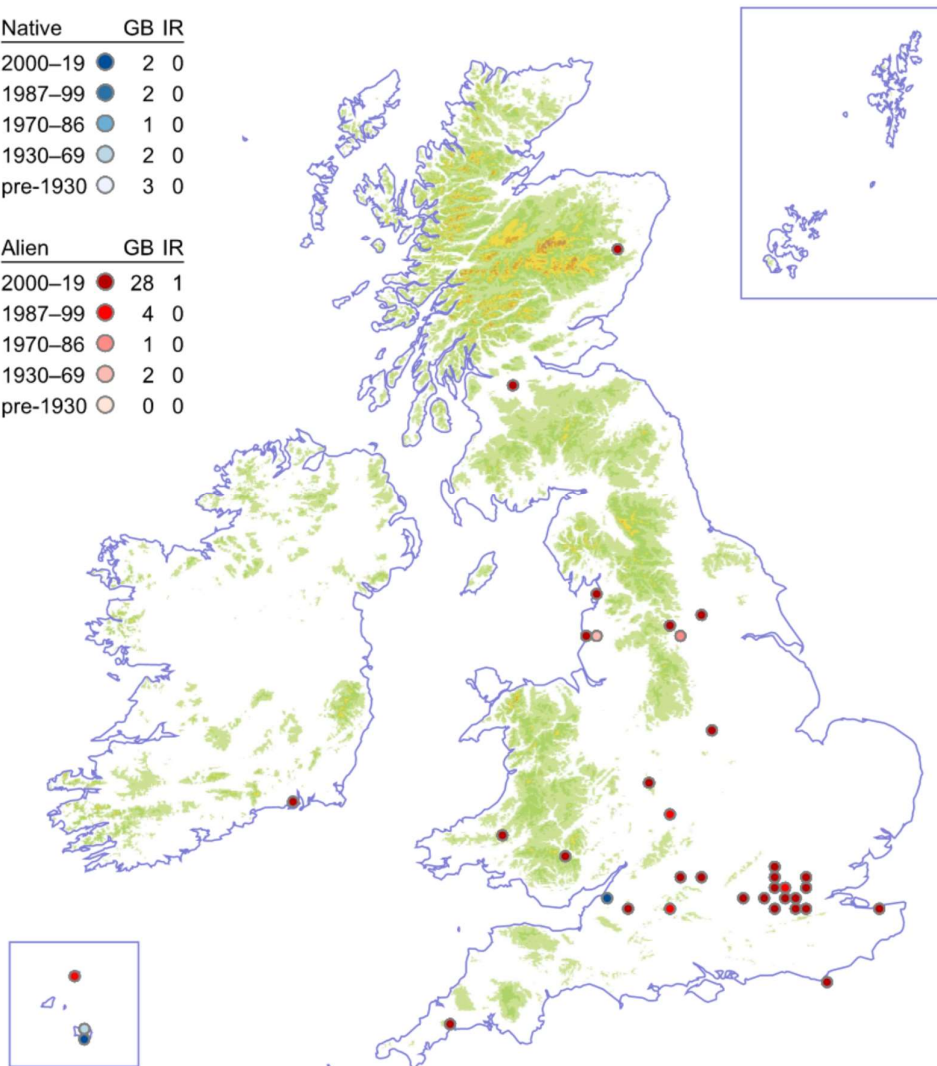 Native GB IR
2000–19 2 0
1987–99 2 0
1970–86 1 0
1930–69 2 0
pre-1930 3 0
Alien GB IR
2000–19 28 1
1987–99 4 0
1970–86 1 0
1930–69 2 0
pre-1930 0 0